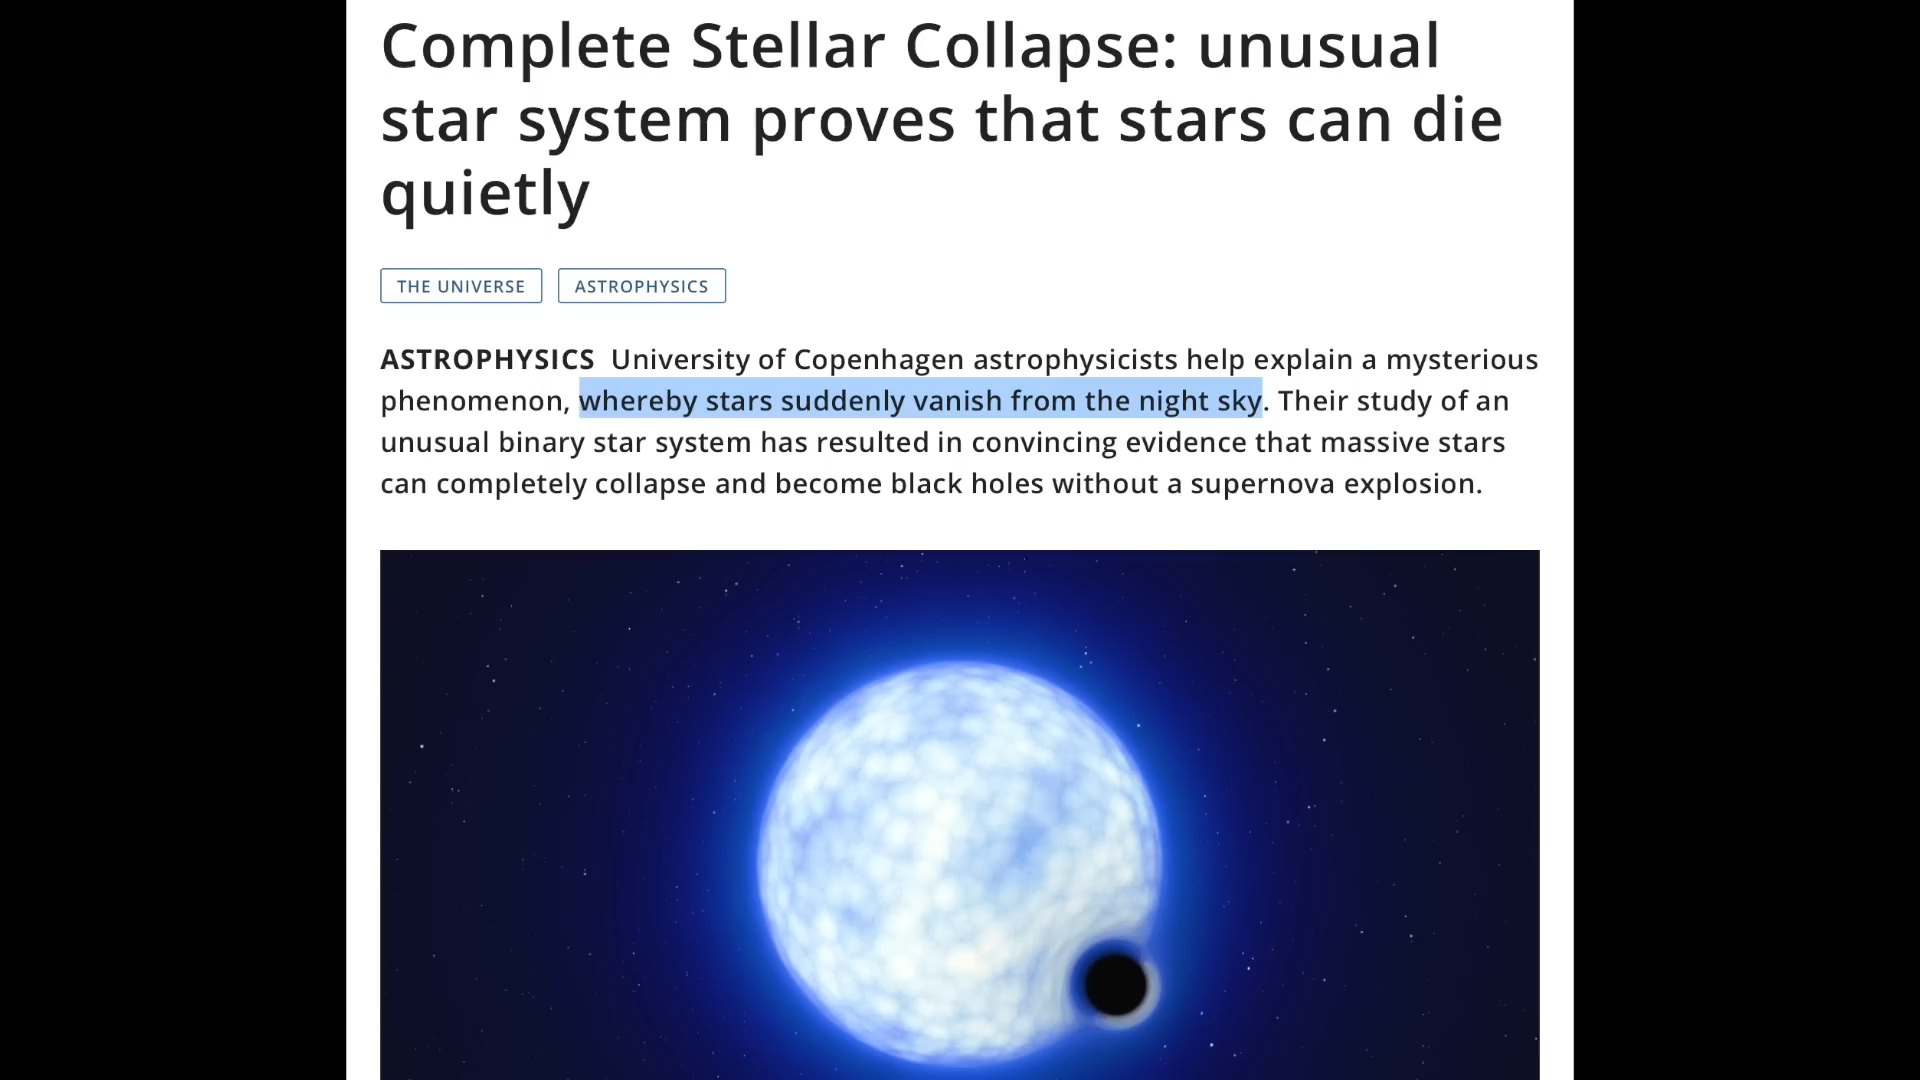 Complete Stellar Collapse: unusual
star system proves that stars can die
quietly
THE UNIVERSE ASTROPHYSICS
ASTROPHYSICS University of Copenhagen astrophysicists help explain a mysterious
phenomenon, whereby stars suddenly vanish from the night sky. Their study of an
unusual binary star system has resulted in convincing evidence that massive stars
can completely collapse and become black holes without a supernova explosion.